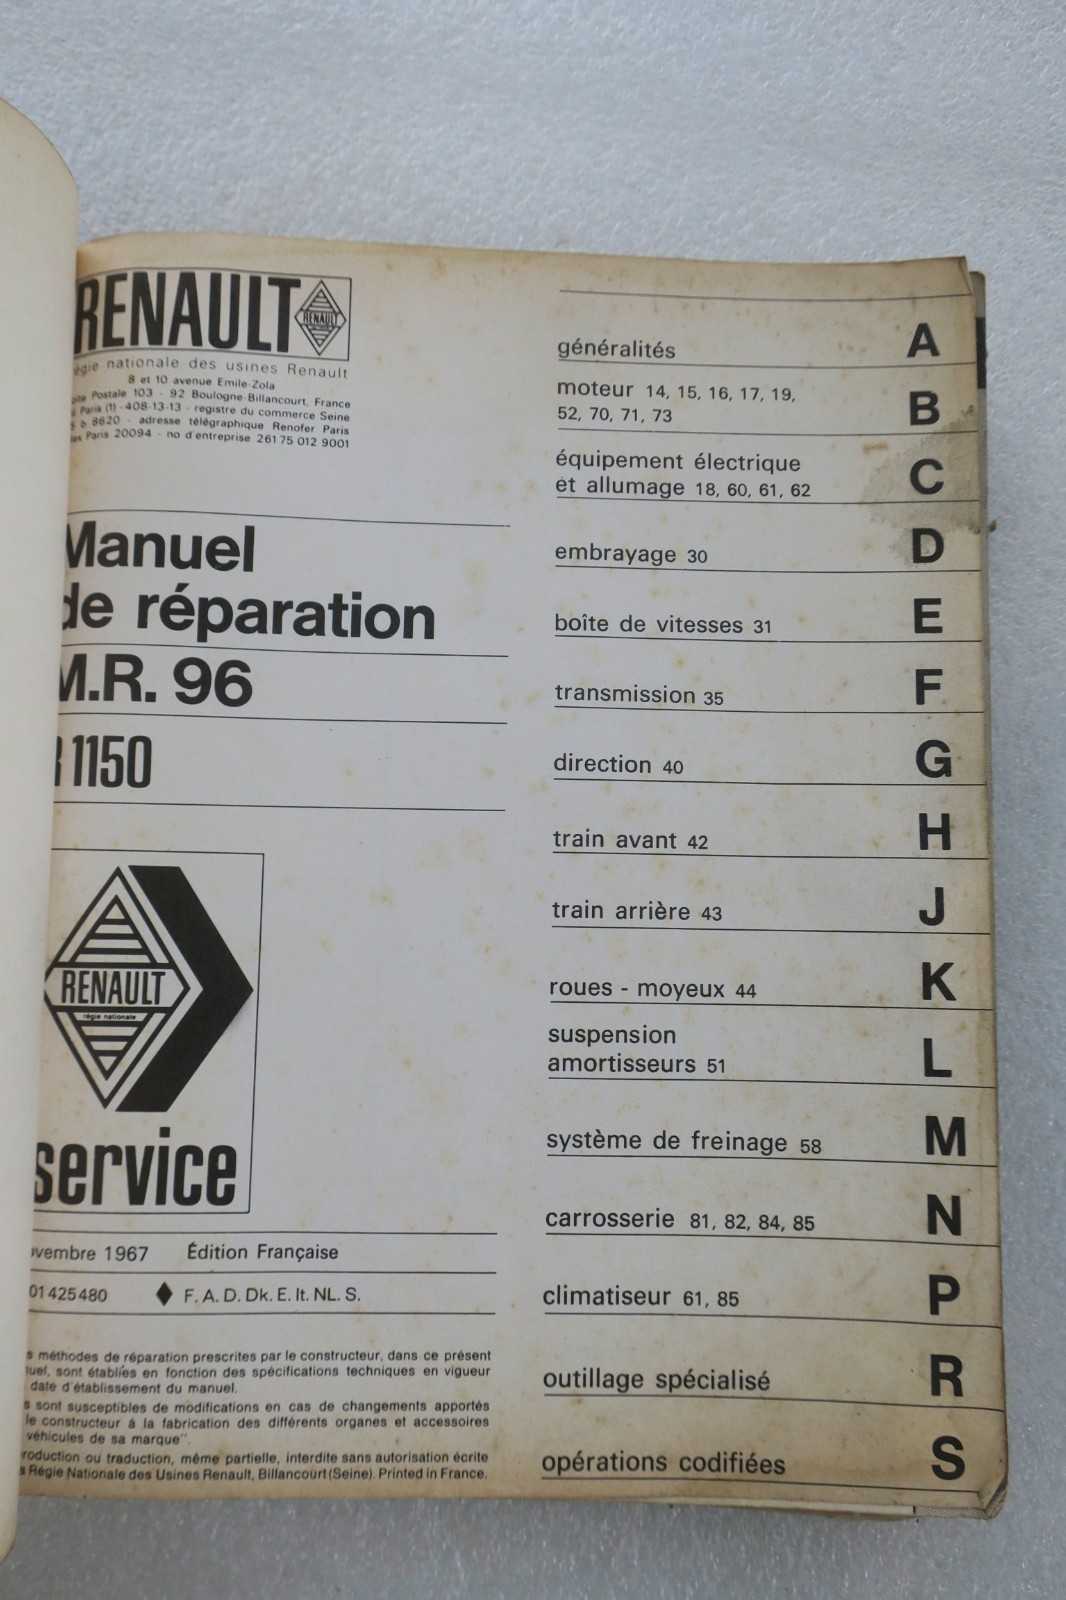 RENAULT
RENAULT
nationale des usines Renault
8 et 10 avenue Emile-Zola
Postale 103 - 92 Boulogne-Billancourt, France
Paris (1) - 408-13-13 - registre du commerce Seine
b 8620 - adresse télégraphique Renofer Paris
Paris 20094 - no d'entreprise 261 75 012 9001
Manuel
de réparation
M.R. 96
1150
RENAULT
régie nationale
service
1967 Édition Française
01 425 480 ♦ F. A. D. Dk. E. It. NL. S.
méthodes de réparation prescrites par le constructeur, dans ce présent
sont établies en fonction des spécifications techniques en vigueur
date d'établissement du manuel.
sont susceptibles de modifications en cas de changements apportés
le constructeur à la fabrication des différents organes et accessoires
véhicules de sa marque".
ou traduction, même partielle, interdite sans autorisation écrite
Régie Nationale des Usines Renault, Billancourt (Seine). Printed in France.
généralités A
moteur 14, 15, 16, 17, 19,
52, 70, 71, 73 B
équipement électrique
et allumage 18, 60, 61, 62 C
embrayage 30 D
boîte de vitesses 31 E
transmission 35 F
direction 40 G
train avant 42 H
train arrière 43 J
roues - moyeux 44 K
suspension
amortisseurs 51 L
système de freinage 58 M
carrosserie 81, 82, 84, 85 N
climatiseur 61, 85 P
outillage spécialisé R
opérations codifiées S